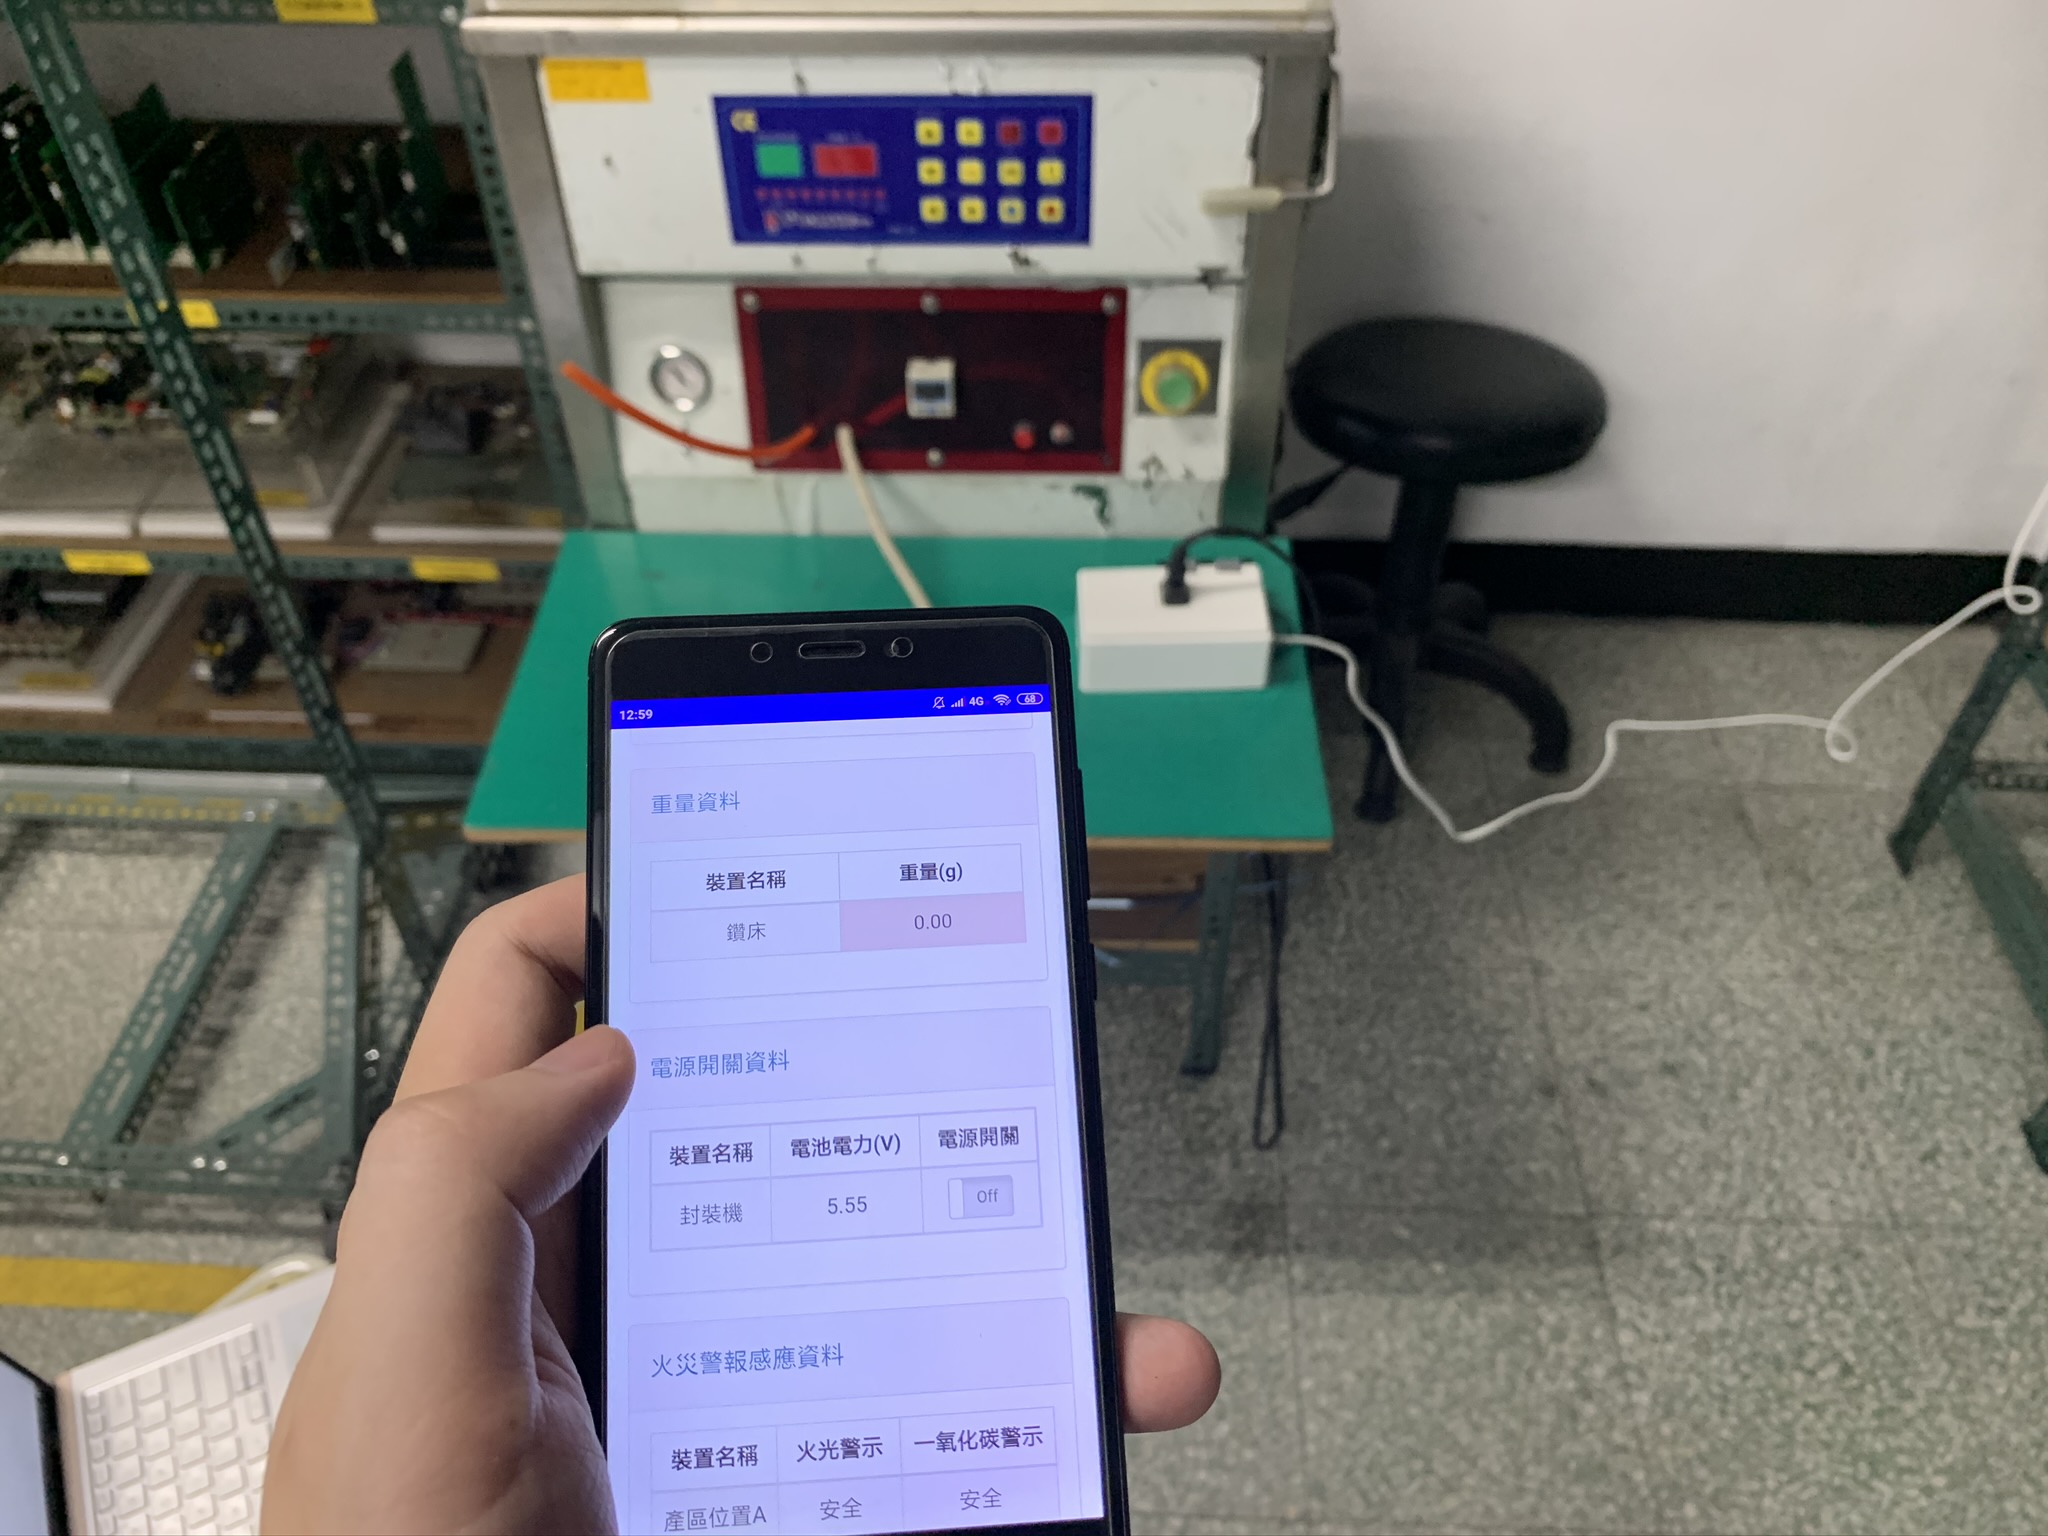 CE
12:59
4G
68
重量資料
裝置名稱 重量(g)
鑽床 0.00
電源開關資料
裝置名稱 電池電力(V) 電源開關
封裝機 5.55 Off
火災警報感應資料
裝置名稱 火光警示 一氧化碳警示
產區位置A 安全 安全